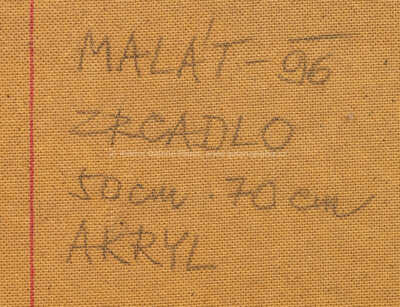 MALÁT-96
ZRCADLO
50cm · 70cm
AKRYL